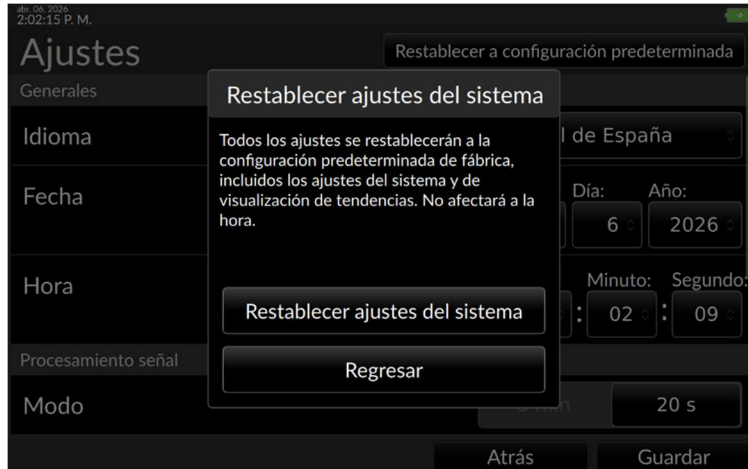 abr. 06, 2026
2:02:15 P. M.
Ajustes
Restablecer a configuración predeterminada
Generales
Restablecer ajustes del sistema
Idioma
l de España
Todos los ajustes se restablecerán a la
configuración predeterminada de fábrica,
incluidos los ajustes del sistema y de
visualización de tendencias. No afectará a la
hora.
Fecha
Día:
Año:
6
2026
Hora
Minuto:
Segundo:
: 02 : 09
Restablecer ajustes del sistema
Procesamiento señal
Regresar
Modo
20 s
Atrás
Guardar